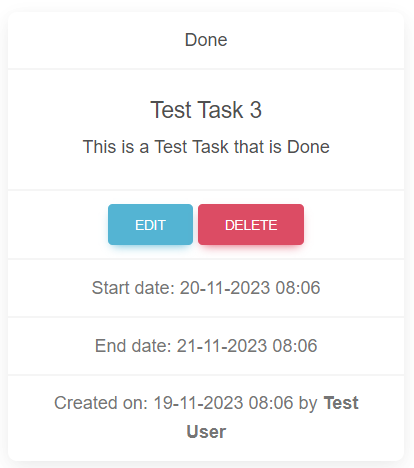 Done
Test Task 3
This is a Test Task that is Done
EDIT DELETE
Start date: 20-11-2023 08:06
End date: 21-11-2023 08:06
Created on: 19-11-2023 08:06 by Test
User